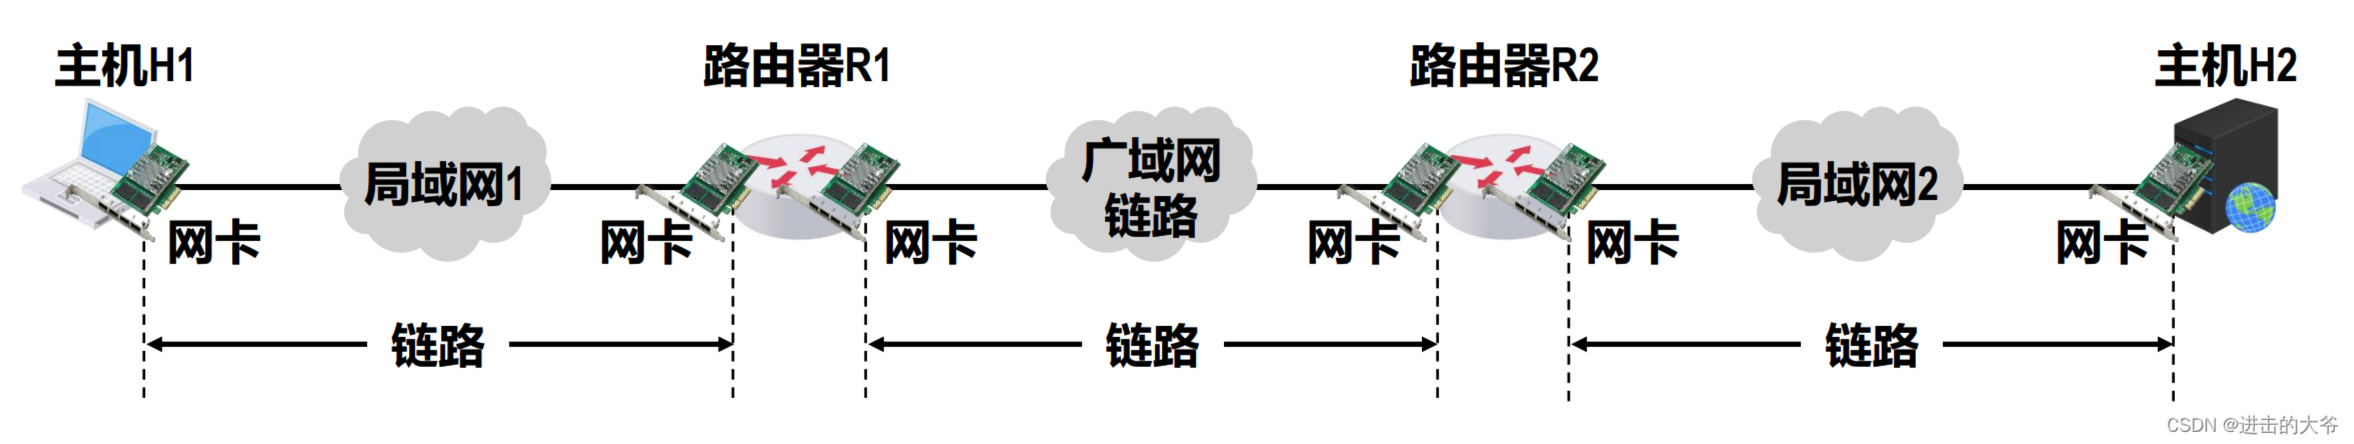 主机H1
路由器R1
路由器R2
主机H2
局域网1
广域网
链路
局域网2
网卡
网卡
网卡
网卡
网卡
网卡
链路
链路
链路
CSDN @进击的大爷